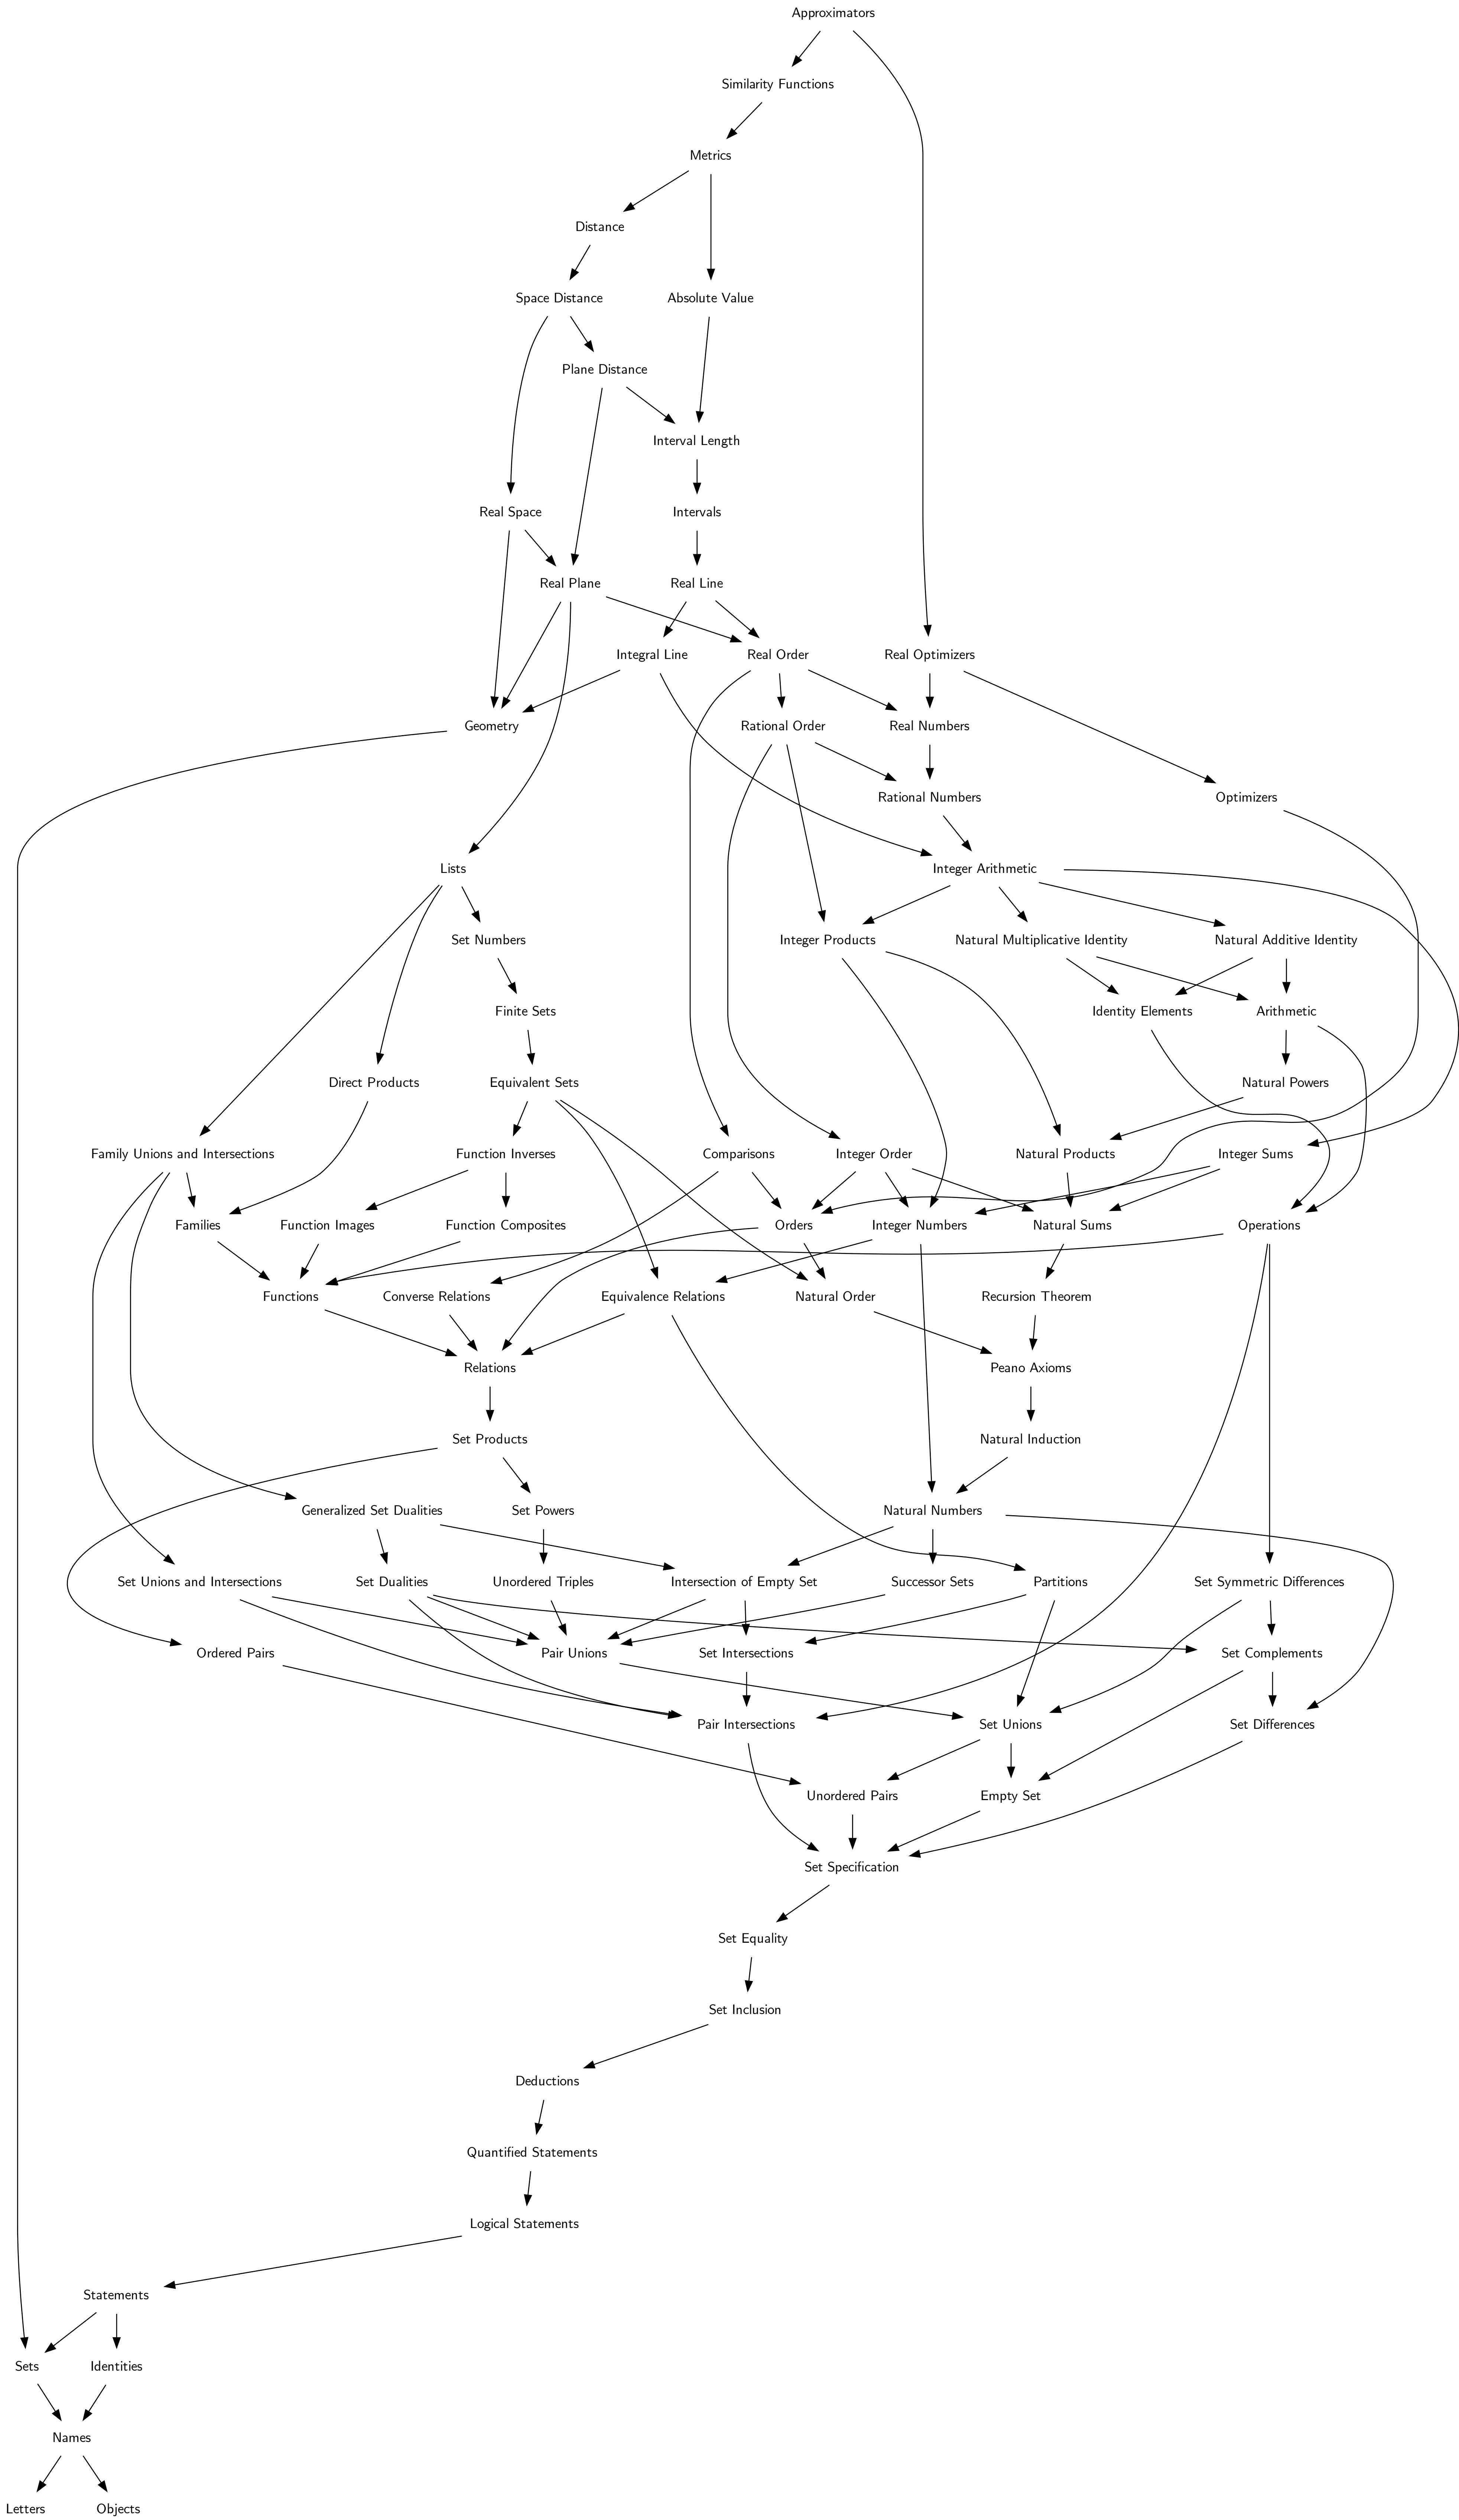 Approximators
Similarity Functions
Metrics
Distance
Space Distance
Absolute Value
Plane Distance
Interval Length
Real Space
Intervals
Real Plane
Real Line
Integral Line
Real Order
Real Optimizers
Geometry
Rational Order
Real Numbers
Rational Numbers
Optimizers
Lists
Integer Arithmetic
Set Numbers
Integer Products
Natural Multiplicative Identity
Natural Additive Identity
Finite Sets
Identity Elements
Arithmetic
Direct Products
Equivalent Sets
Natural Powers
Family Unions and Intersections
Function Inverses
Comparisons
Integer Order
Natural Products
Integer Sums
Families
Function Images
Function Composites
Orders
Integer Numbers
Natural Sums
Operations
Functions
Converse Relations
Equivalence Relations
Natural Order
Recursion Theorem
Relations
Peano Axioms
Set Products
Natural Induction
Generalized Set Dualities
Set Powers
Natural Numbers
Set Unions and Intersections
Set Dualities
Unordered Triples
Intersection of Empty Set
Successor Sets
Partitions
Set Symmetric Differences
Ordered Pairs
Pair Unions
Set Intersections
Set Complements
Pair Intersections
Set Unions
Set Differences
Unordered Pairs
Empty Set
Set Specification
Set Equality
Set Inclusion
Deductions
Quantified Statements
Logical Statements
Statements
Sets
Identities
Names
Letters
Objects